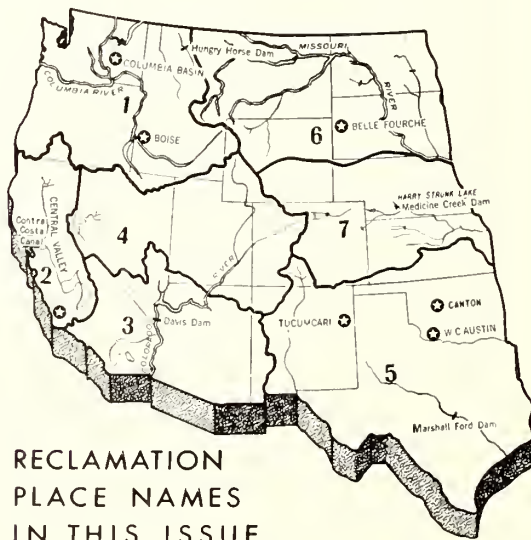 Hungry Horse Dam
MISSOURI
COLUMBIA BASIN
COLUMBIA RIVER
1
RIVER
BOISE
6
BELLE FOURCHE
HARRY STRUNK LAKE
Medicine Creek Dam
CENTRAL VALLEY
Contra
Costa
Canal
4
7
2
RIVER
3
COLORADO
Davis Dam
TUCUMCARI
CANTON
W C AUSTIN
5
Marshall Ford Dam
RECLAMATION
PLACE NAMES
IN THIS ISSUE